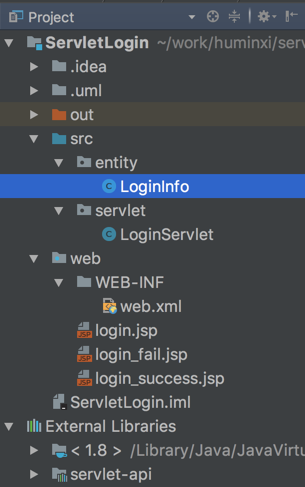 Project
ServletLogin ~/work/huminxi/serv
.idea
.uml
out
src
entity
LoginInfo
servlet
LoginServlet
web
WEB-INF
web.xml
login.jsp
login_fail.jsp
login_success.jsp
ServletLogin.iml
External Libraries
< 1.8 > /Library/Java/JavaVirtu
servlet-api